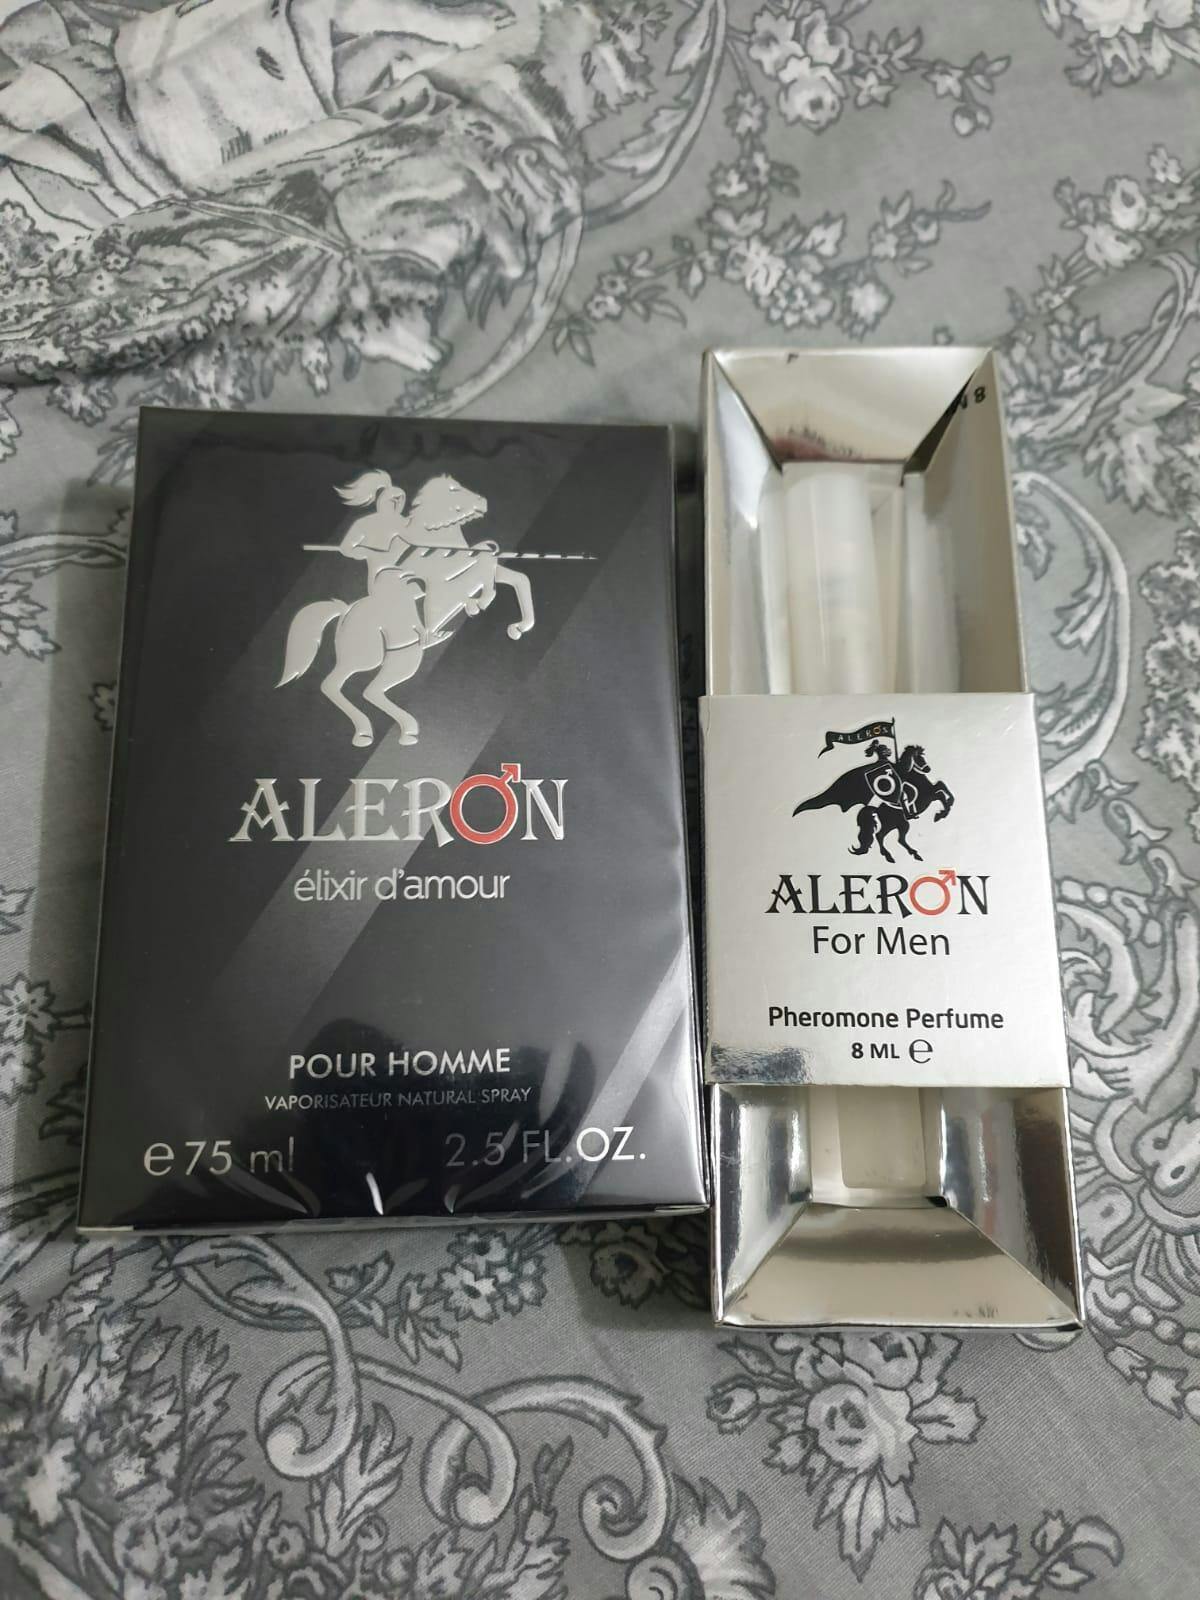 ALERON
élixir d'amour
POUR HOMME
VAPORISATEUR NATURAL SPRAY
e 75 ml 2.5 FL.OZ.
ALERON
ALERON
For Men
Pheromone Perfume
8 ML e